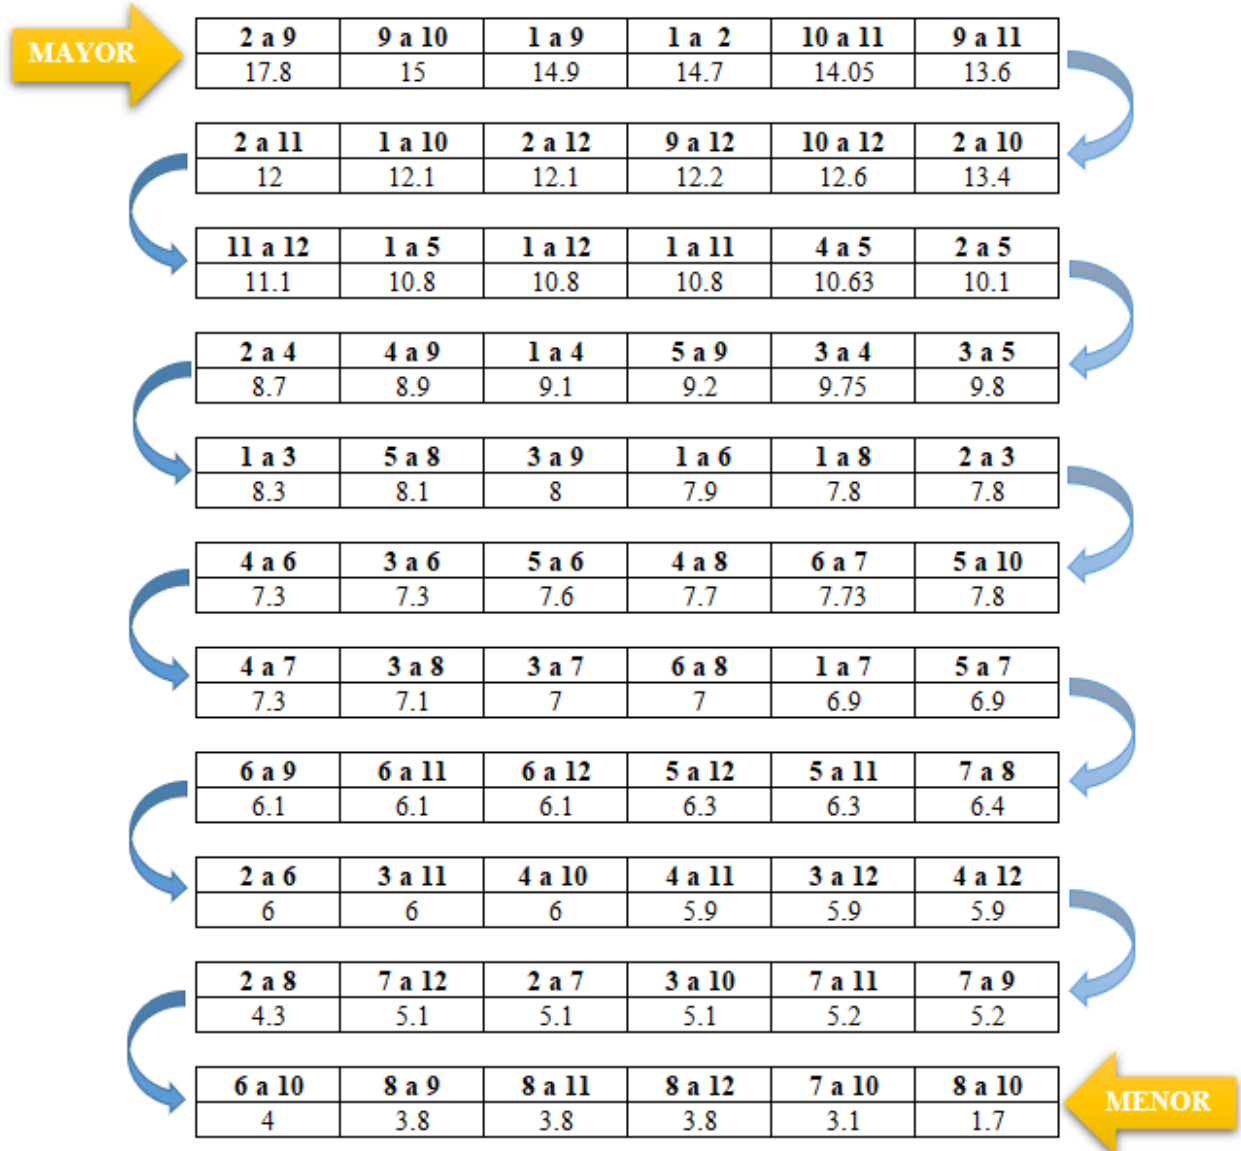 MAYOR
2 a 9 9 a 10 1 a 9 1 a 2 10 a 11 9 a 11
17.8 15 14.9 14.7 14.05 13.6
2 a 11 1 a 10 2 a 12 9 a 12 10 a 12 2 a 10
12 12.1 12.1 12.2 12.6 13.4
11 a 12 1 a 5 1 a 12 1 a 11 4 a 5 2 a 5
11.1 10.8 10.8 10.8 10.63 10.1
2 a 4 4 a 9 1 a 4 5 a 9 3 a 4 3 a 5
8.7 8.9 9.1 9.2 9.75 9.8
1 a 3 5 a 8 3 a 9 1 a 6 1 a 8 2 a 3
8.3 8.1 8 7.9 7.8 7.8
4 a 6 3 a 6 5 a 6 4 a 8 6 a 7 5 a 10
7.3 7.3 7.6 7.7 7.73 7.8
4 a 7 3 a 8 3 a 7 6 a 8 1 a 7 5 a 7
7.3 7.1 7 7 6.9 6.9
6 a 9 6 a 11 6 a 12 5 a 12 5 a 11 7 a 8
6.1 6.1 6.1 6.3 6.3 6.4
2 a 6 3 a 11 4 a 10 4 a 11 3 a 12 4 a 12
6 6 6 5.9 5.9 5.9
2 a 8 7 a 12 2 a 7 3 a 10 7 a 11 7 a 9
4.3 5.1 5.1 5.1 5.2 5.2
6 a 10 8 a 9 8 a 11 8 a 12 7 a 10 8 a 10
4 3.8 3.8 3.8 3.1 1.7
MENOR